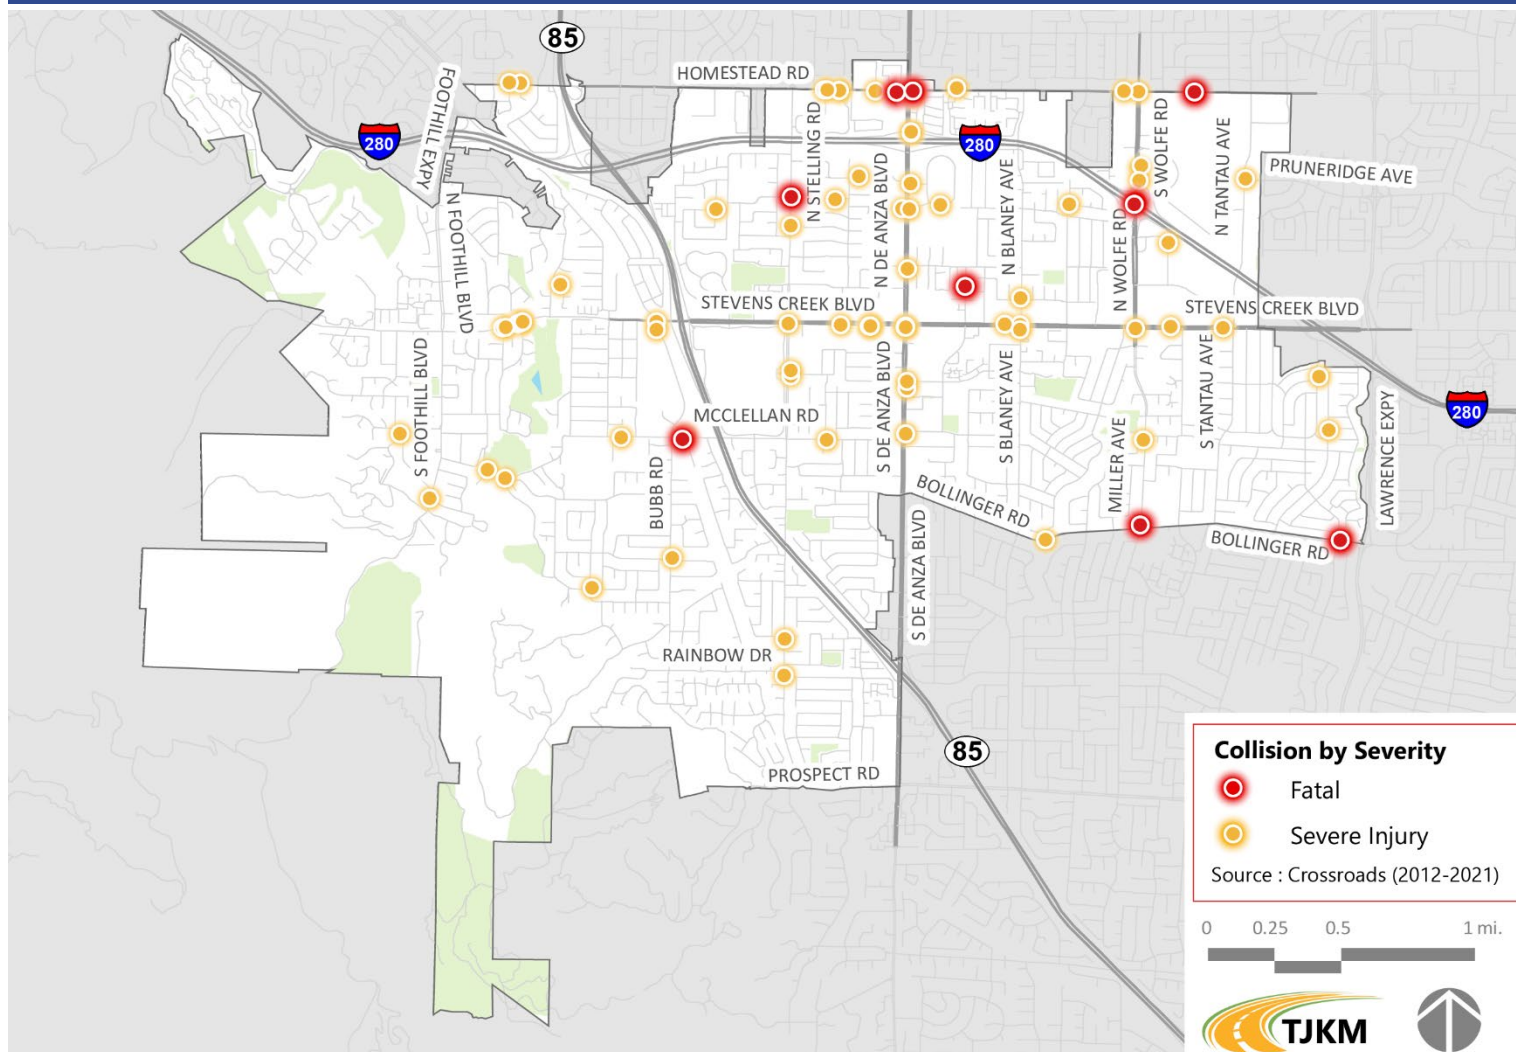 85
HOMESTEAD RD
FOOTHILL EXPY
280
280
N STELLING RD
N DE ANZA BLVD
N BLANEY AVE
S WOLFE RD
N TANTAU AVE
PRUNERIDGE AVE
N FOOTHILL BLVD
N WOLFE RD
STEVENS CREEK BLVD
STEVENS CREEK BLVD
S FOOTHILL BLVD
S DE ANZA BLVD
S BLANEY AVE
S TANTAU AVE
280
MCCLELLAN RD
BUBB RD
MILLER AVE
LAWRENCE EXPY
BOLLINGER RD
BOLLINGER RD
S DE ANZA BLVD
RAINBOW DR
85
PROSPECT RD
Collision by Severity
Fatal
Severe Injury
Source : Crossroads (2012-2021)
0 0.25 0.5 1 mi.
TJKM